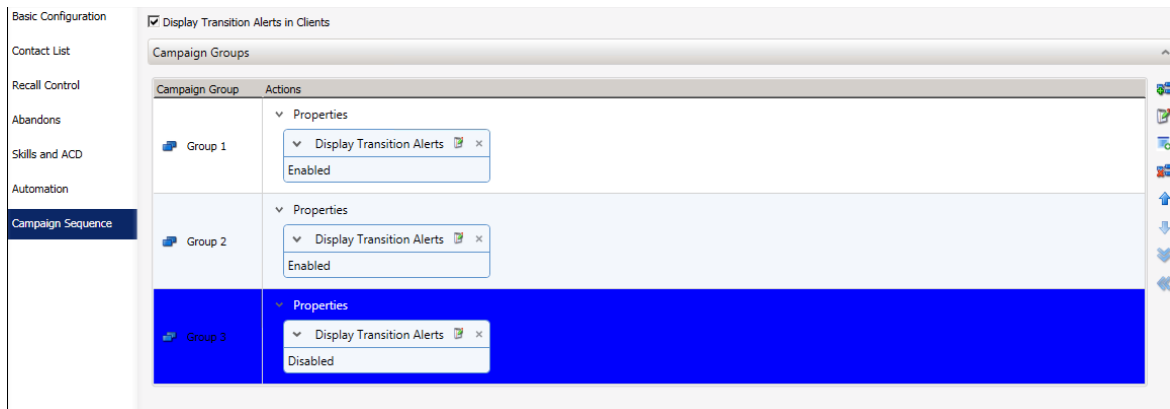 Basic Configuration
Display Transition Alerts in Clients
Contact List
Campaign Groups
Recall Control
Campaign Group Actions
Abandons
Properties
Group 1
Display Transition Alerts
Enabled
Skills and ACD
Automation
Campaign Sequence
Properties
Group 2
Display Transition Alerts
Enabled
Properties
Group 3
Display Transition Alerts
Disabled